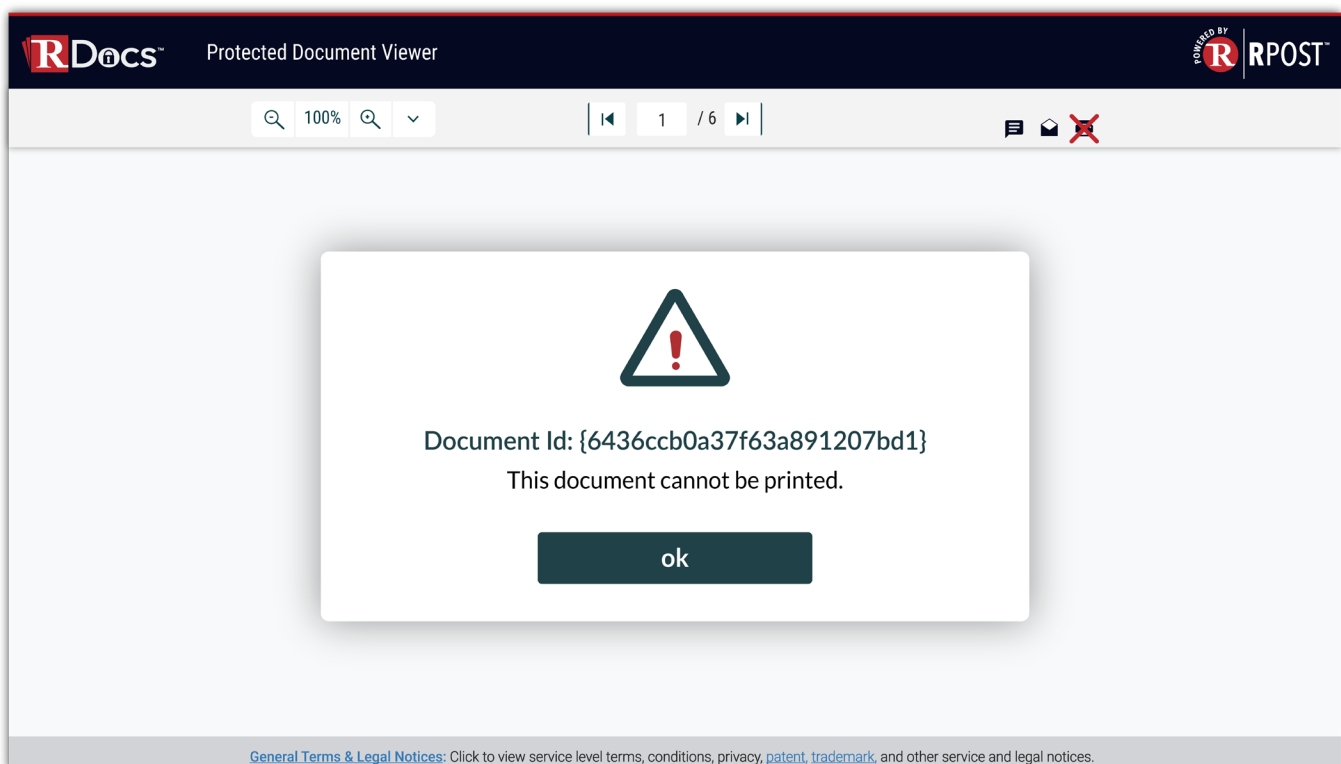 RDocs™ Protected Document Viewer POWERED BY R RPOST™
100% 1 / 6
Document Id: {6436ccb0a37f63a891207bd1}
This document cannot be printed.
ok
General Terms & Legal Notices: Click to view service level terms, conditions, privacy, patent, trademark, and other service and legal notices.